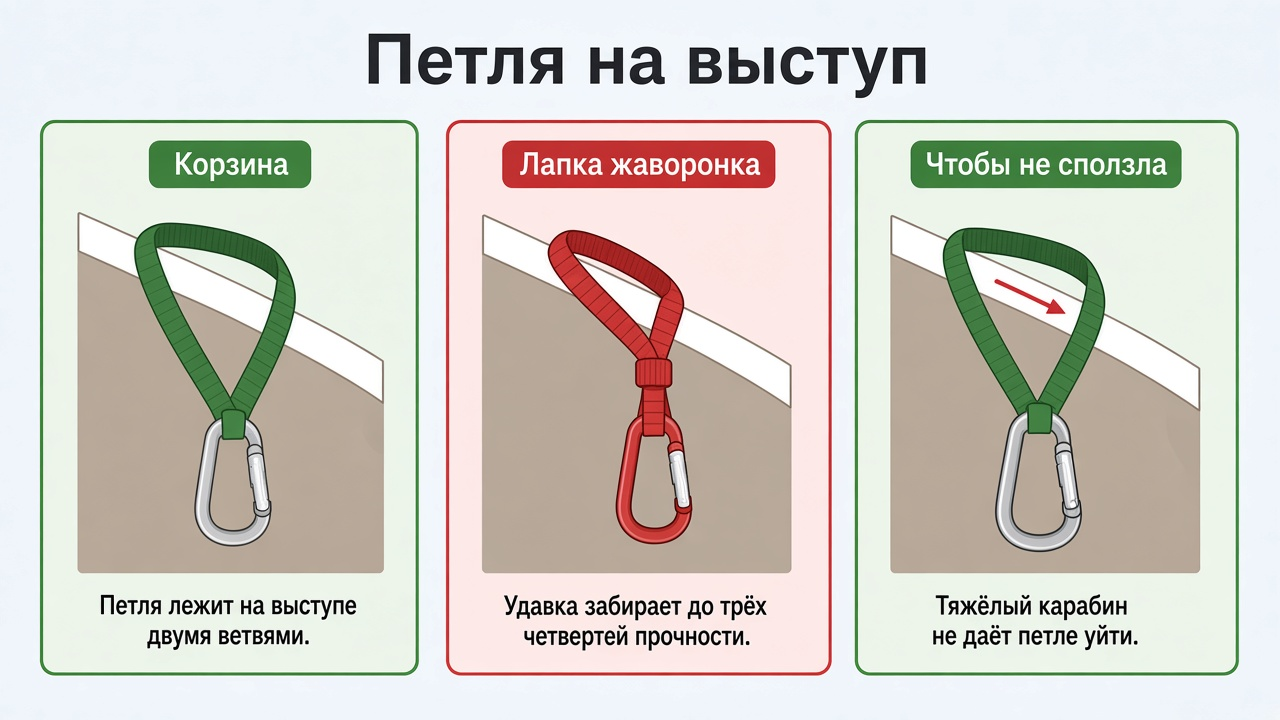 Петля на выступ
Корзина
Петля лежит на выступе
двумя ветвями.
Лапка жаворонка
Удавка забирает до трёх
четвертей прочности.
Чтобы не сползла
Тяжёлый карабин
не даёт петле уйти.